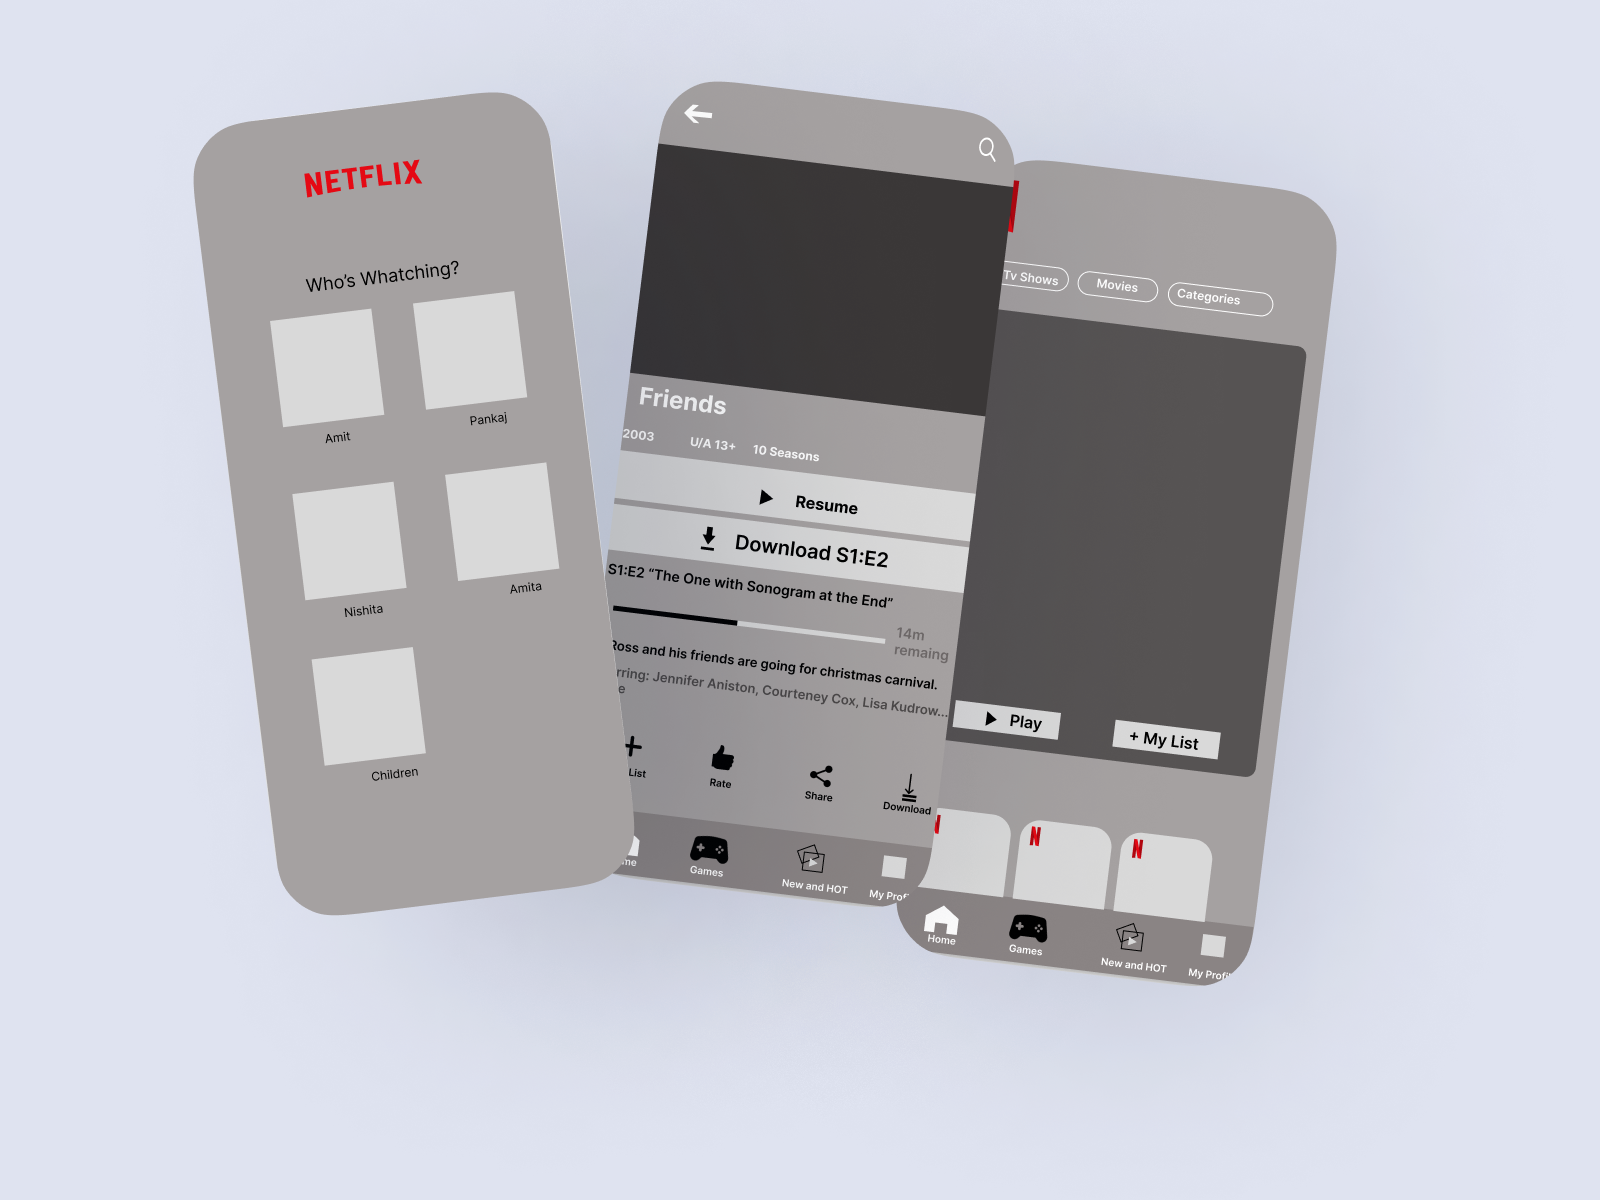 NETFLIX
Who's Whatching?
Amit
Pankaj
Nishita
Amita
Children
Friends
2003 U/A 13+ 10 Seasons
Resume
Download S1:E2
S1:E2 “The One with Sonogram at the End”
14m
remaing
Ross and his friends are going for christmas carnival.
rring: Jennifer Aniston, Courteney Cox, Lisa Kudrow...
e
List
Rate
Share
Download
me
Games
New and HOT
My Prof
Tv Shows
Movies
Categories
Play
+ My List
N
N
Home
Games
New and HOT
My Profil